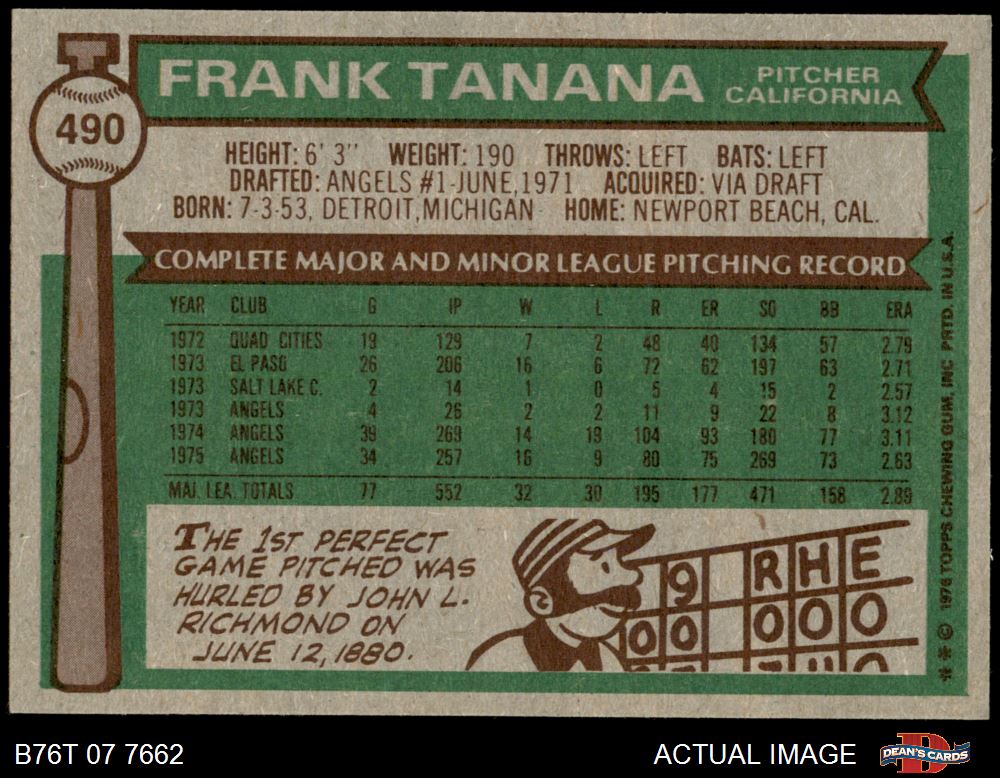 FRANK TANANA
PITCHER
CALIFORNIA
490
HEIGHT: 6' 3" WEIGHT: 190 THROWS: LEFT BATS: LEFT
DRAFTED: ANGELS #1-JUNE, 1971 ACQUIRED: VIA DRAFT
BORN: 7-3-53, DETROIT, MICHIGAN HOME: NEWPORT BEACH, CAL.
COMPLETE MAJOR AND MINOR LEAGUE PITCHING RECORD
YEAR CLUB G IP W L R ER SO BB ERA
1972 QUAD CITIES 19 129 7 2 48 40 134 57 2.79
1973 EL PASO 26 206 16 6 72 62 197 63 2.71
1973 SALT LAKE C. 2 14 1 0 5 4 15 2 2.57
1973 ANGELS 4 26 2 2 11 9 22 8 3.12
1974 ANGELS 39 269 14 19 104 93 180 77 3.11
1975 ANGELS 34 257 16 9 80 75 269 73 2.63
MAJ. LEA. TOTALS 77 552 32 30 195 177 471 158 2.89
THE 1ST PERFECT
GAME PITCHED WAS
HURLED BY JOHN L.
RICHMOND ON
JUNE 12, 1880.
9 R H E
0 0 0 0 0
** © 1976 TOPPS CHEWING GUM, INC. PRTD. IN U.S.A.
B76T 07 7662
ACTUAL IMAGE
DEAN'S CARDS